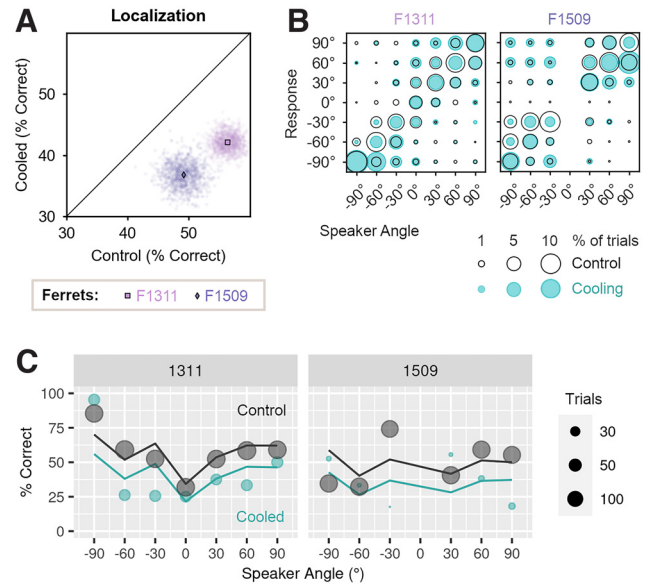 A
Localization
Cooled (% Correct)
50
40
30
30
40
50
Control (% Correct)
Ferrets: F1311 F1509
B
F1311
F1509
Response
90°
60°
30°
0°
-30°
-60°
-90°
-90° -60° -30° 0° 30° 60° 90°
-90° -60° -30° 0° 30° 60° 90°
Speaker Angle
1 5 10 % of trials
Control
Cooling
C
1311
1509
% Correct
100
75
50
25
0
Control
Cooled
-90 -60 -30 0 30 60 90
-90 -60 -30 0 30 60 90
Speaker Angle (°)
Trials
30
50
100